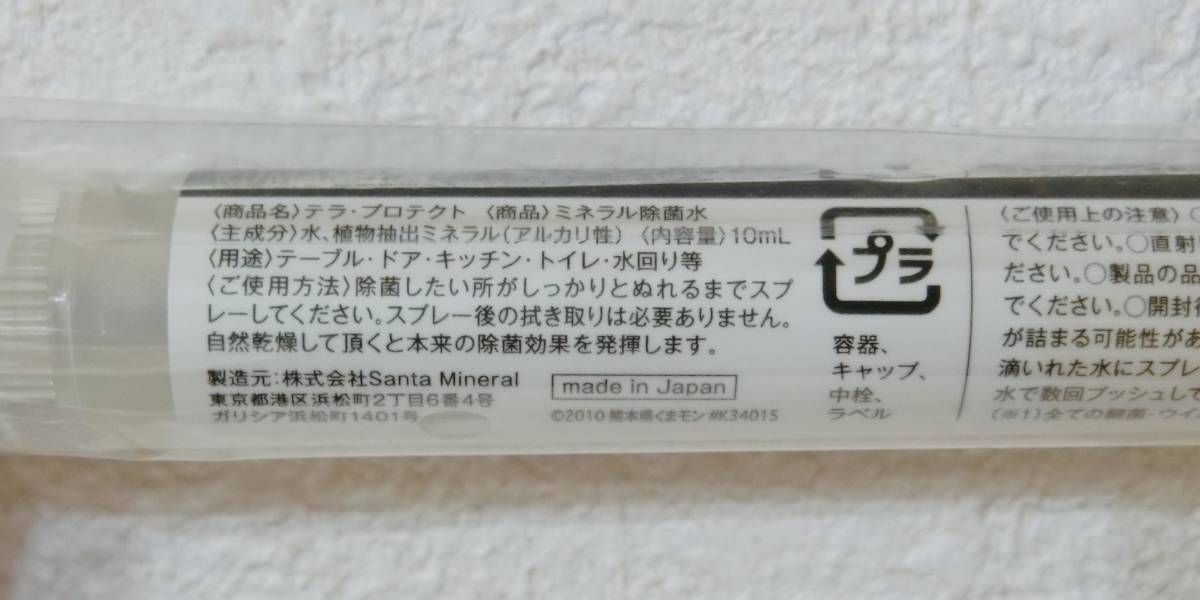 〈商品名〉テラ・プロテクト 〈商品〉ミネラル除菌水
〈主成分〉水、植物抽出ミネラル(アルカリ性) 〈内容量〉10mL
〈用途〉テーブル・ドア・キッチン・トイレ・水回り等
〈ご使用方法〉除菌したい所がしっかりとぬれるまでスプ
レーしてください。スプレー後の拭き取りは必要ありません。
自然乾燥して頂くと本来の除菌効果を発揮します。
製造元:株式会社Santa Mineral
東京都港区浜松町2丁目6番4号
ガリシア浜松町1401号
made in Japan
©2010 熊本県くまモン #K34015
プラ
容器、
キャップ、
中栓、
ラベル
〈ご使用上の注意〉〇
でください。〇直射
ださい。〇製品の品
でください。〇開封
が詰まる可能性があ
滴いれた水にスプレ
水で数回プッシュして
(※1)全ての細菌・ウイ